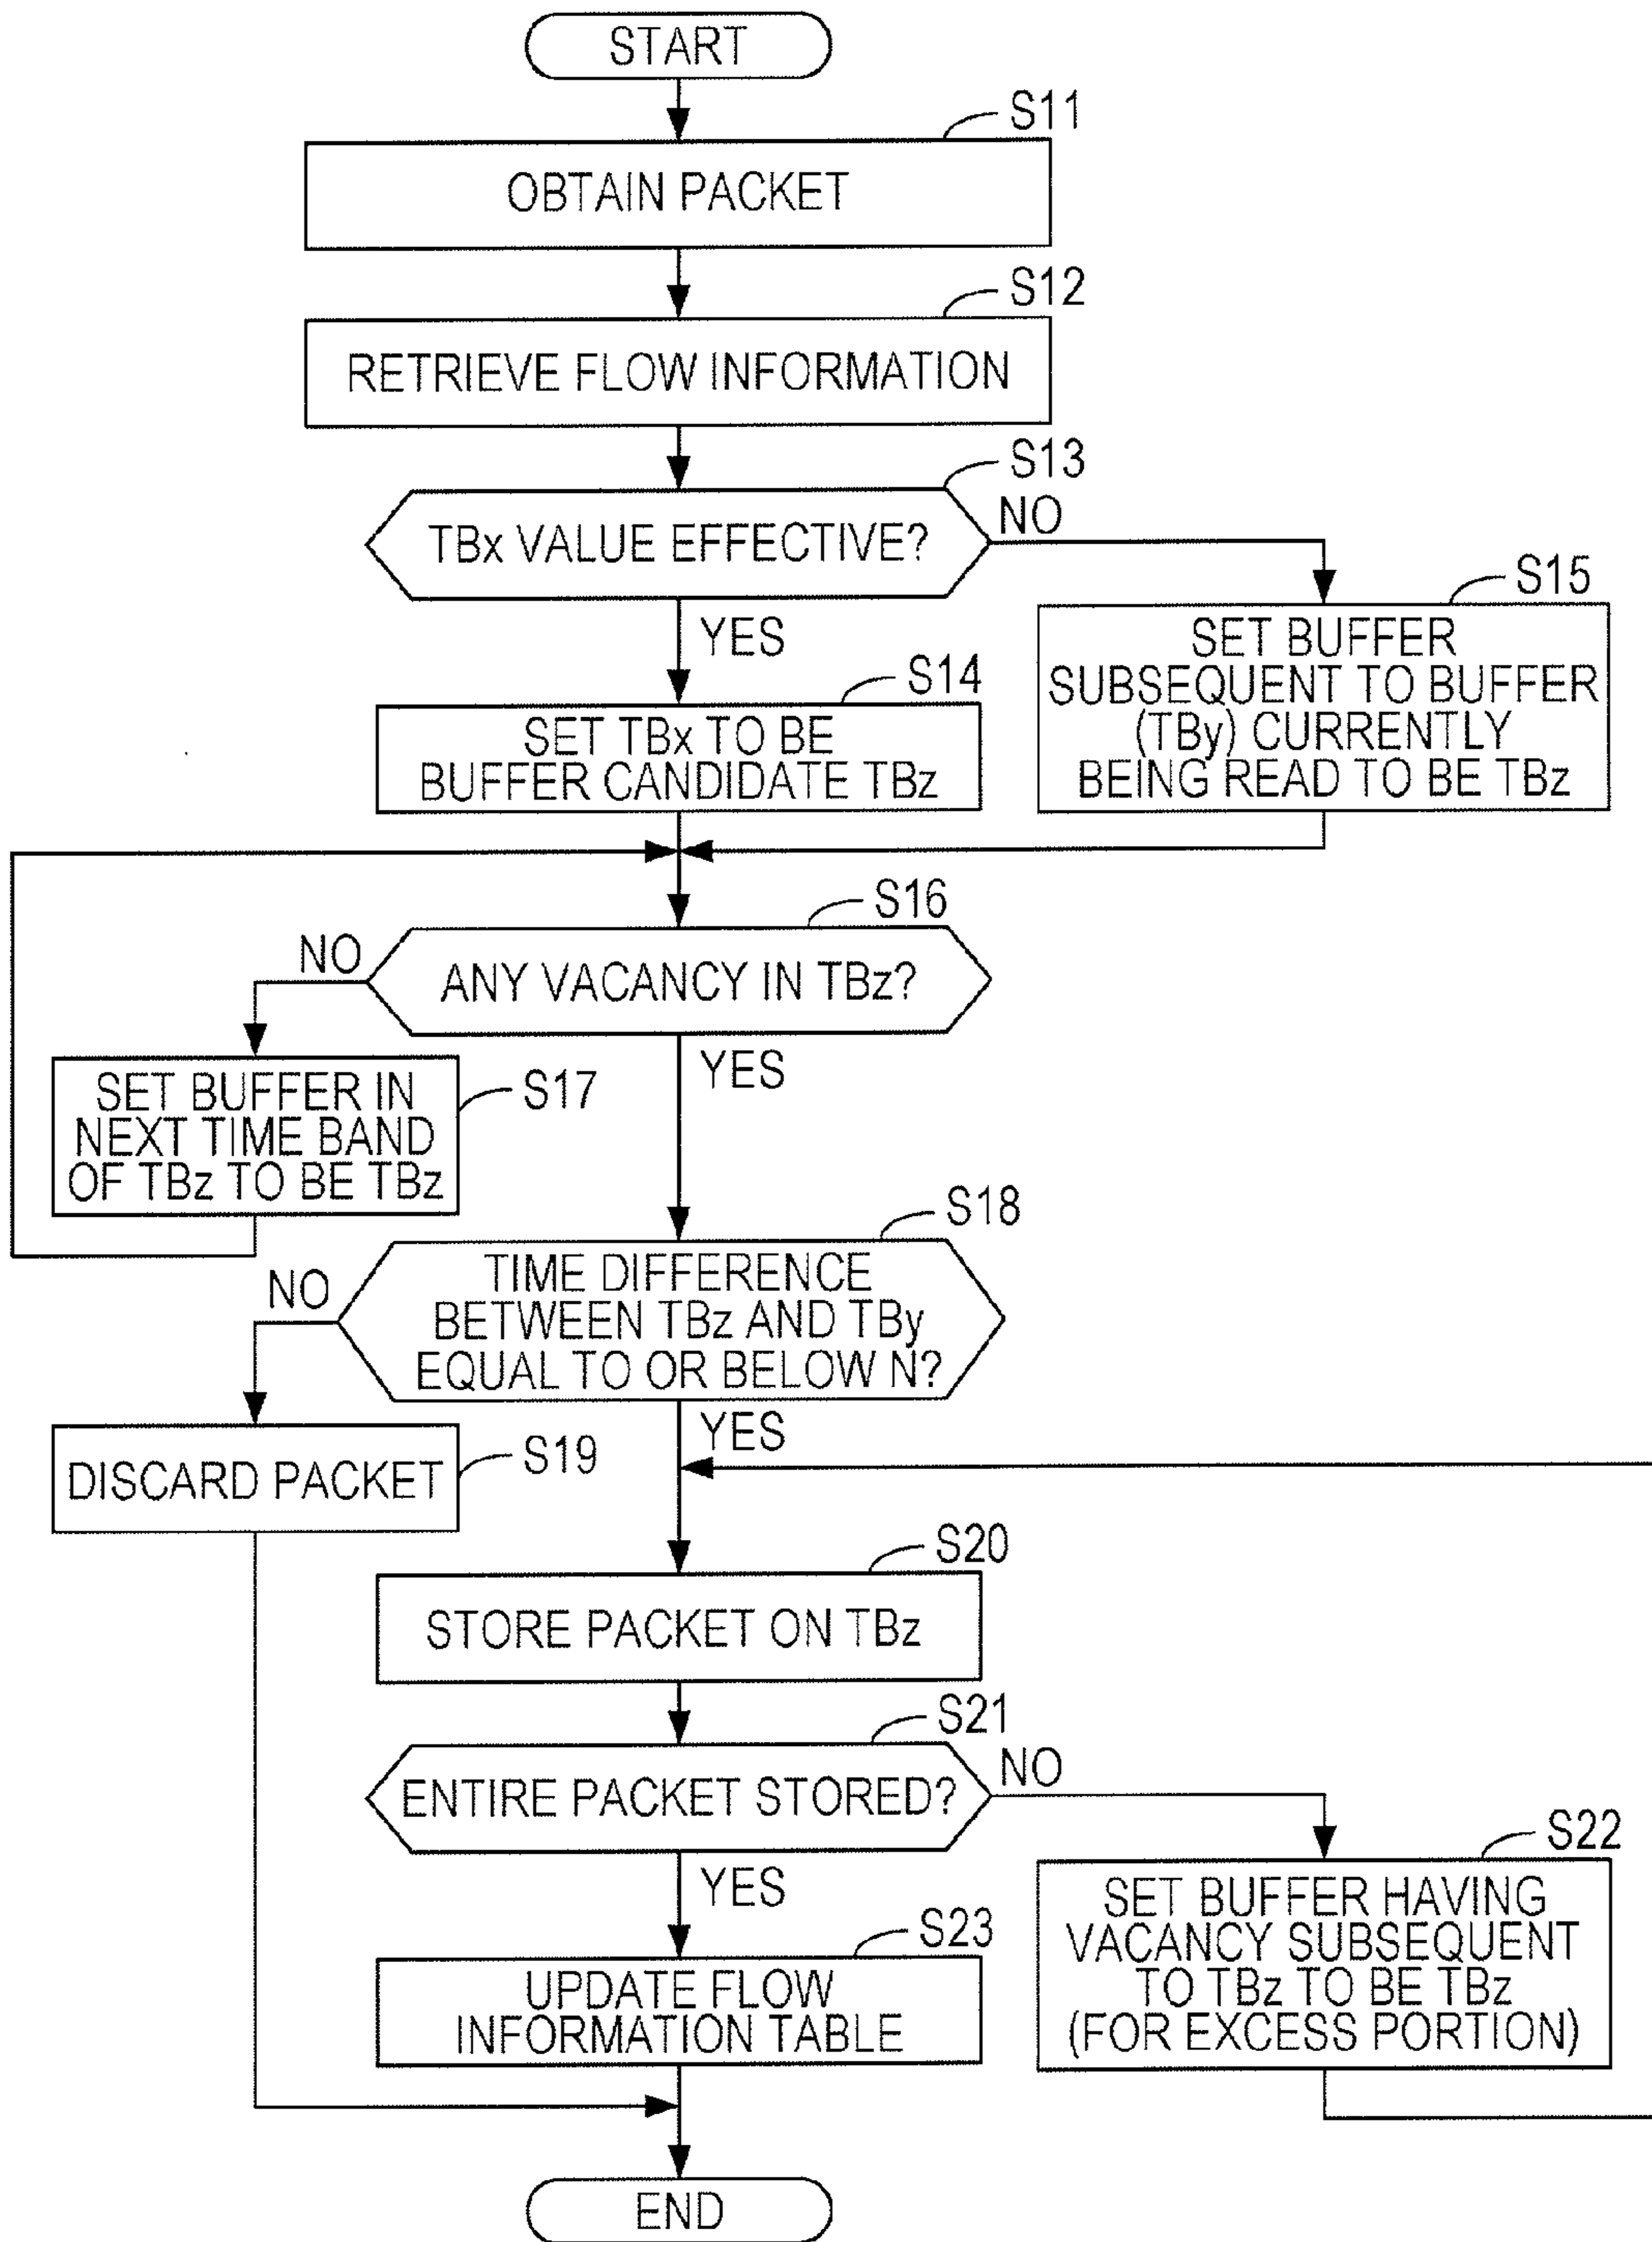 START
S11
OBTAIN PACKET
S12
RETRIEVE FLOW INFORMATION
S13
TBx VALUE EFFECTIVE?
NO
YES
S15
SET BUFFER
SUBSEQUENT TO BUFFER
(TBy) CURRENTLY
BEING READ TO BE TBz
S14
SET TBx TO BE
BUFFER CANDIDATE TBz
S16
ANY VACANCY IN TBz?
NO
YES
S17
SET BUFFER IN
NEXT TIME BAND
OF TBz TO BE TBz
S18
TIME DIFFERENCE
BETWEEN TBz AND TBy
EQUAL TO OR BELOW N?
NO
YES
S19
DISCARD PACKET
S20
STORE PACKET ON TBz
S21
ENTIRE PACKET STORED?
NO
YES
S22
SET BUFFER HAVING
VACANCY SUBSEQUENT
TO TBz TO BE TBz
(FOR EXCESS PORTION)
S23
UPDATE FLOW
INFORMATION TABLE
END